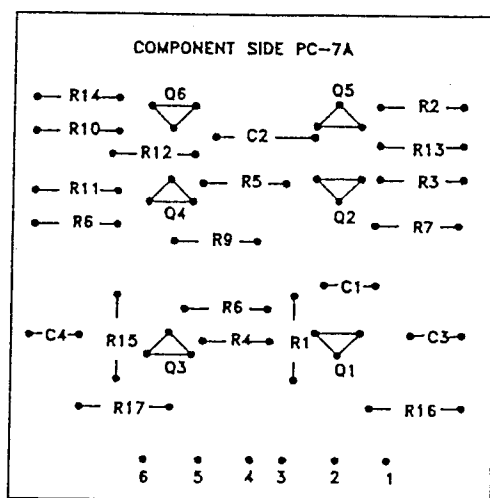 COMPONENT SIDE PC-7A
R14 Q6 Q5 R2
R10 C2 R13
R12
R11 Q4 R5 Q2 R3
R6 R9 R7
C1
R6
C4 R15 Q3 R4 R1 Q1 C3
R17 R16
6 5 4 3 2 1